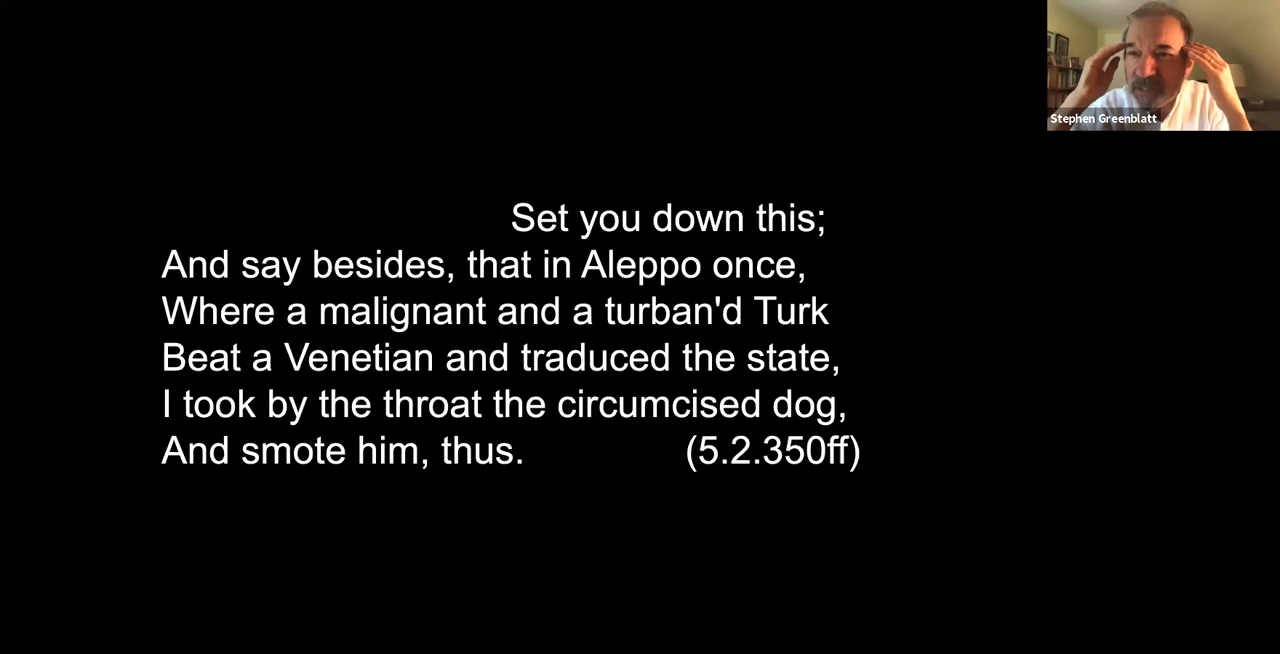 Stephen Greenblatt
Set you down this;
And say besides, that in Aleppo once,
Where a malignant and a turban'd Turk
Beat a Venetian and traduced the state,
I took by the throat the circumcised dog,
And smote him, thus. (5.2.350ff)